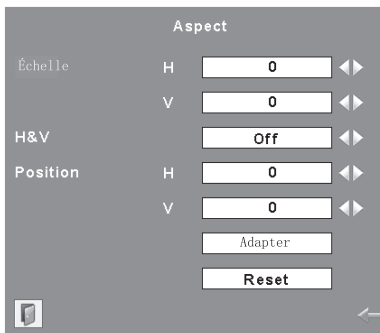 Aspect
Échelle H 0
V 0
H&V Off
Position H 0
V 0
Adapter
Reset